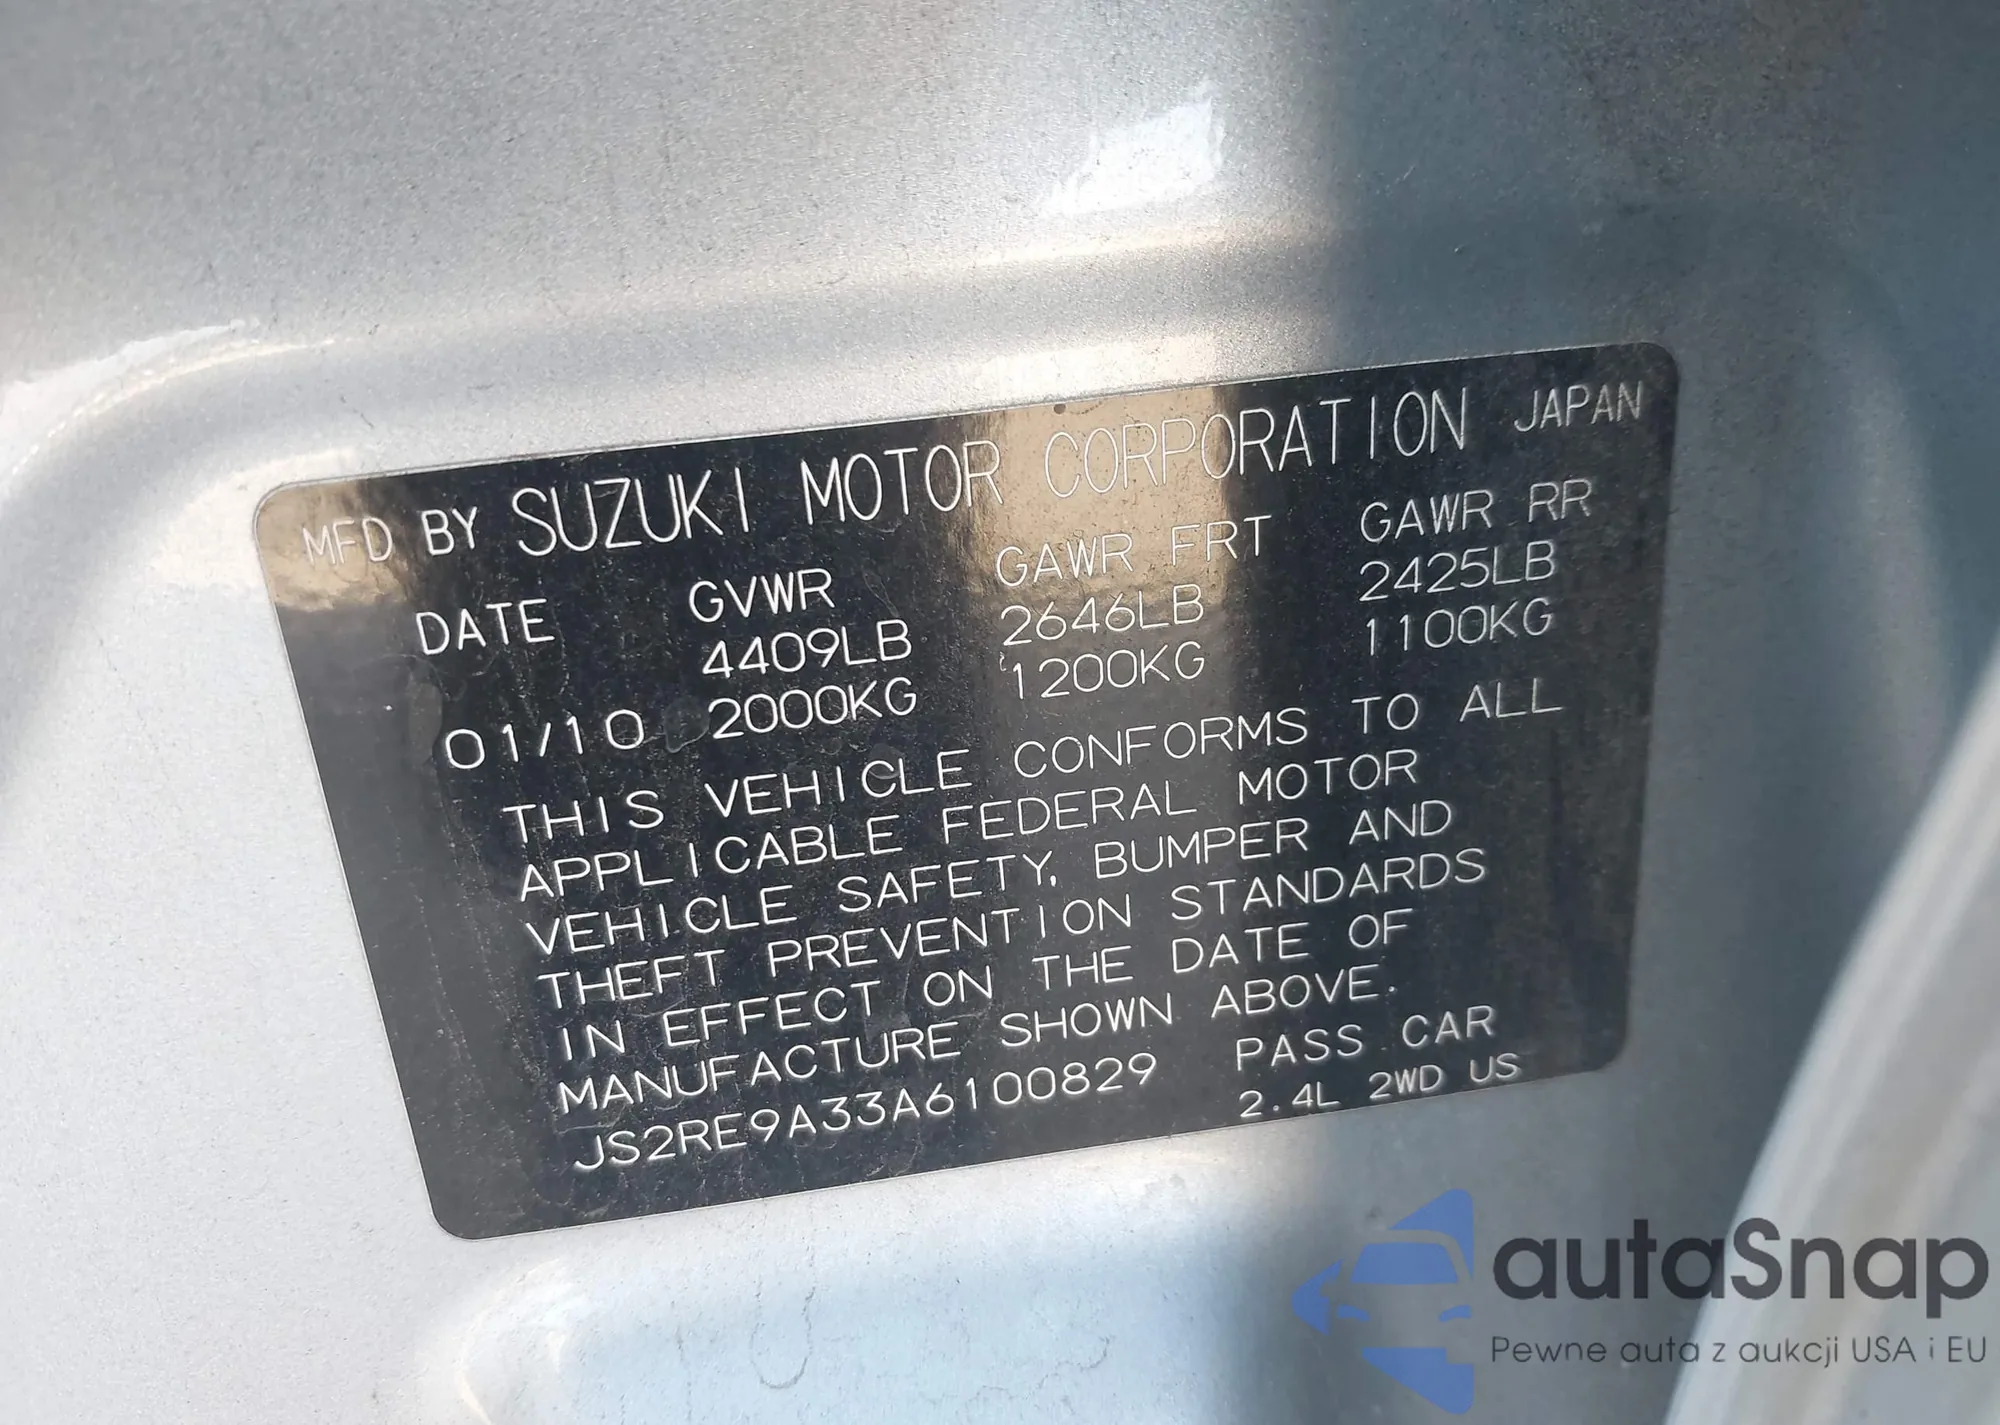 MFD BY SUZUKI MOTOR CORPORATION JAPAN
DATE GVWR GAWR FRT GAWR RR
4409LB 2646LB 2425LB
01/10 2000KG 1200KG 1100KG
THIS VEHICLE CONFORMS TO ALL
APPLICABLE FEDERAL MOTOR
VEHICLE SAFETY, BUMPER AND
THEFT PREVENTION STANDARDS
IN EFFECT ON THE DATE OF
MANUFACTURE SHOWN ABOVE.
JS2RE9A33A6100829 PASS CAR
2.4L 2WD US
autaSnap
Pewne auta z aukcji USA i EU